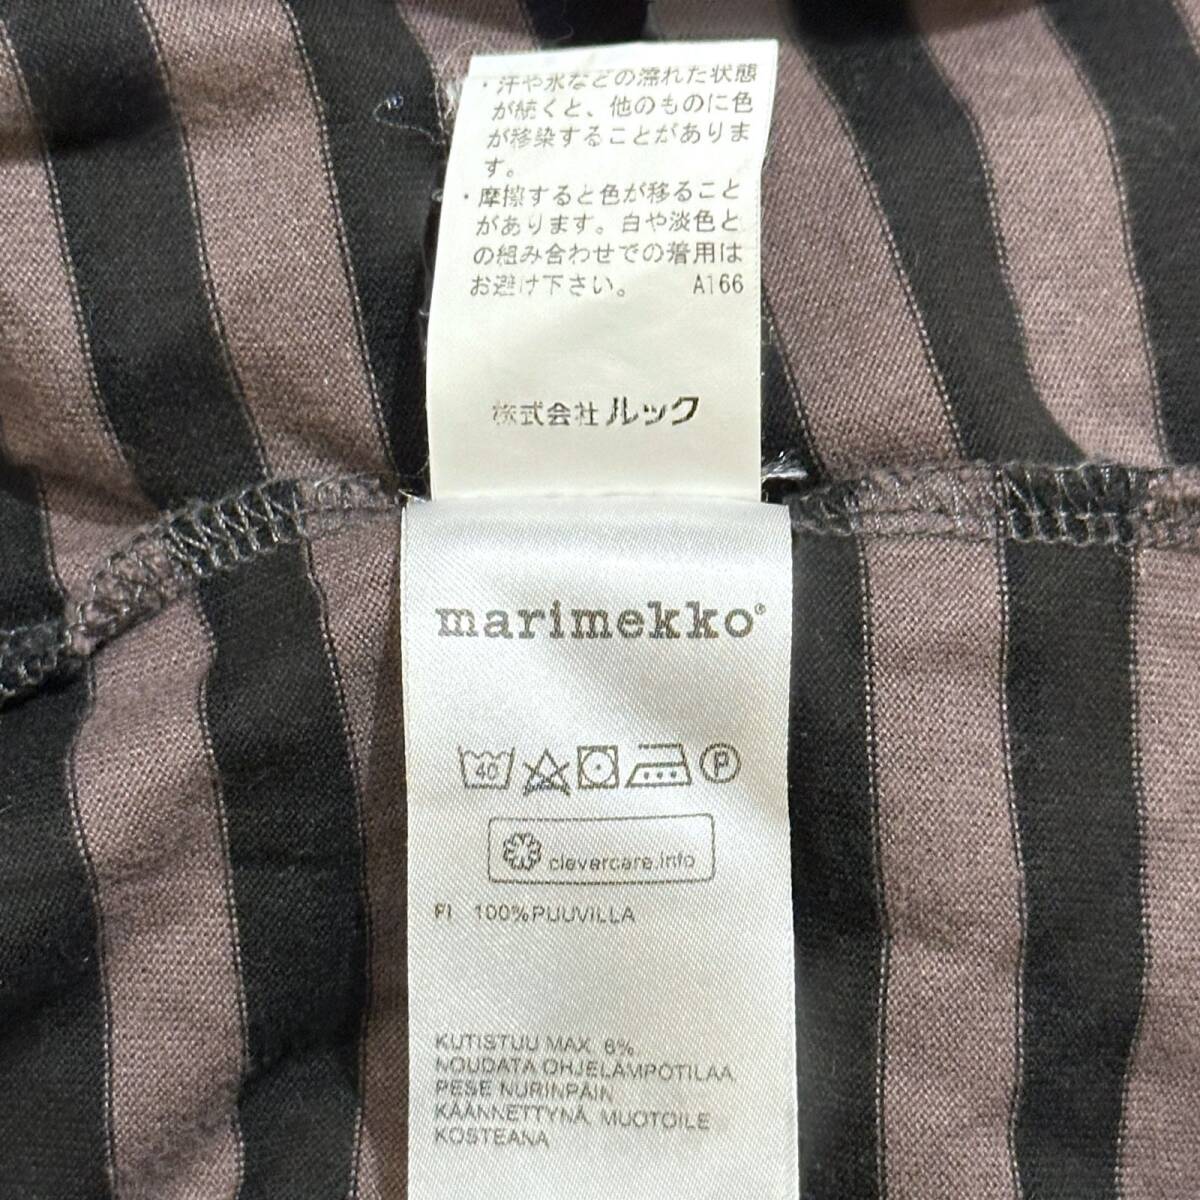 ・汗や水などの濡れた状態
が続くと、他のものに色
が移染することがありま
す。
・摩擦すると色が移ること
があります。白や淡色と
の組み合わせでの着用は
お避け下さい。 A166
株式会社ルック
marimekko®
40 P
clevercare.info
FI 100%PUUVILLA
KUTISTUU MAX. 6%
NOUDATA OHJELÄMPÖTILAA
PESE NURINPÄIN
KÄÄNNETTYNÄ MUOTOILE
KOSTEANA